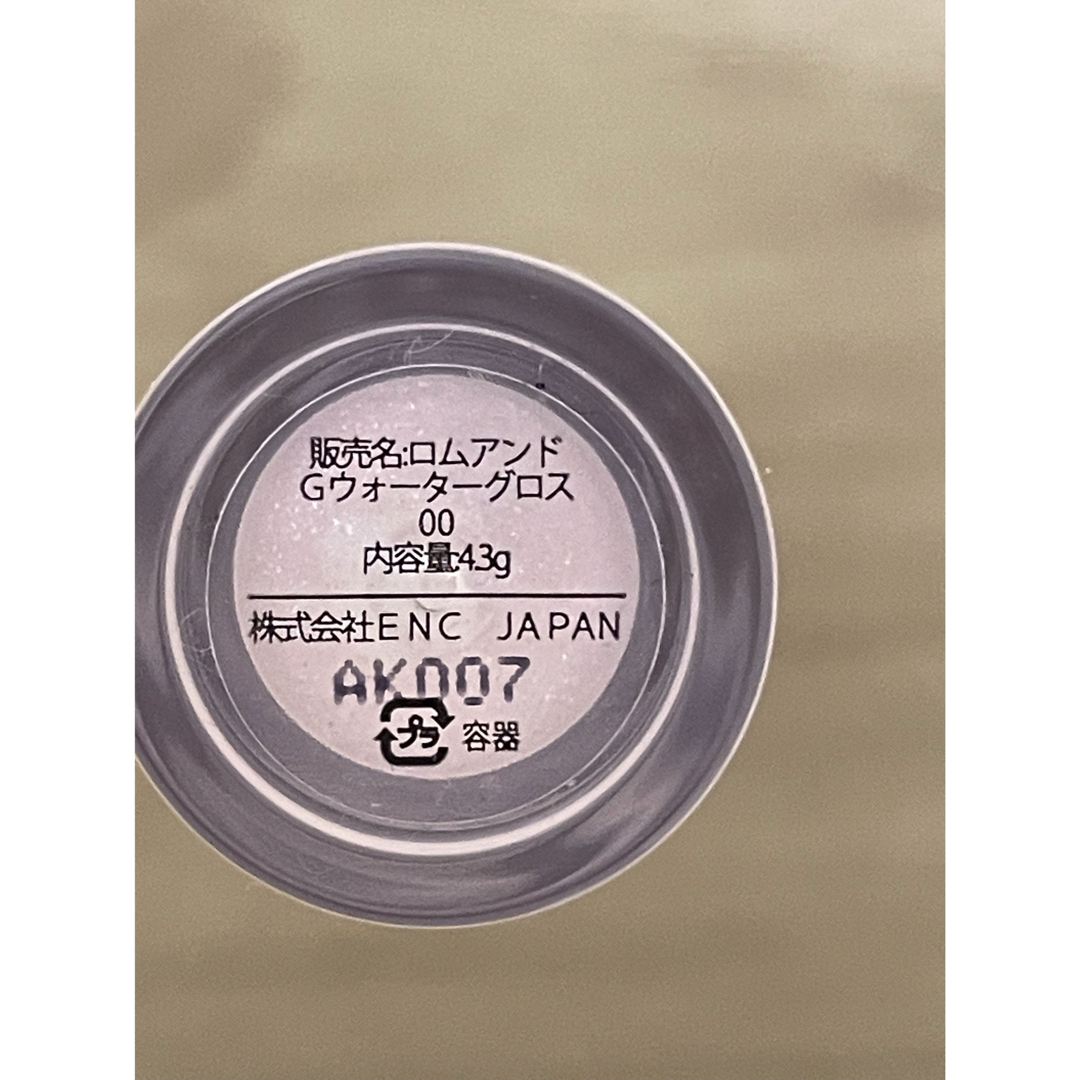 販売名:ロムアンド
Gウォーターグロス
00
内容量:4.3g
株式会社ENC JAPAN
AK007
プラ 容器